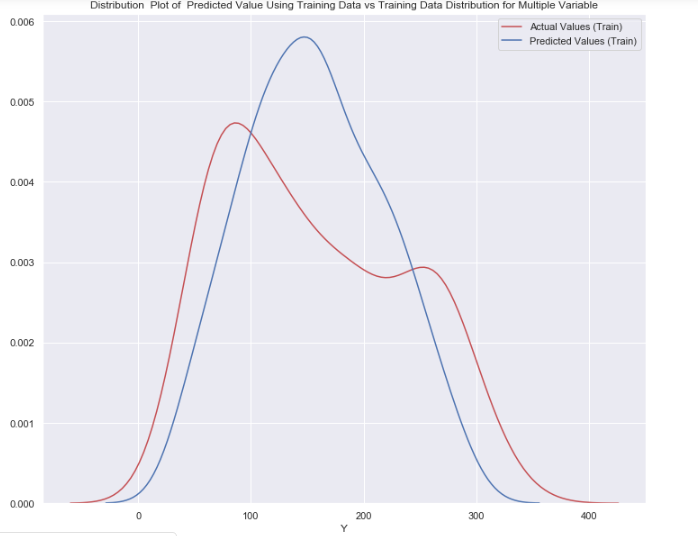 Distribution Plot of Predicted Value Using Training Data vs Training Data Distribution for Multiple Variable
Actual Values (Train)
Predicted Values (Train)
0.006
0.005
0.004
0.003
0.002
0.001
0.000
0 100 200 300 400
Y